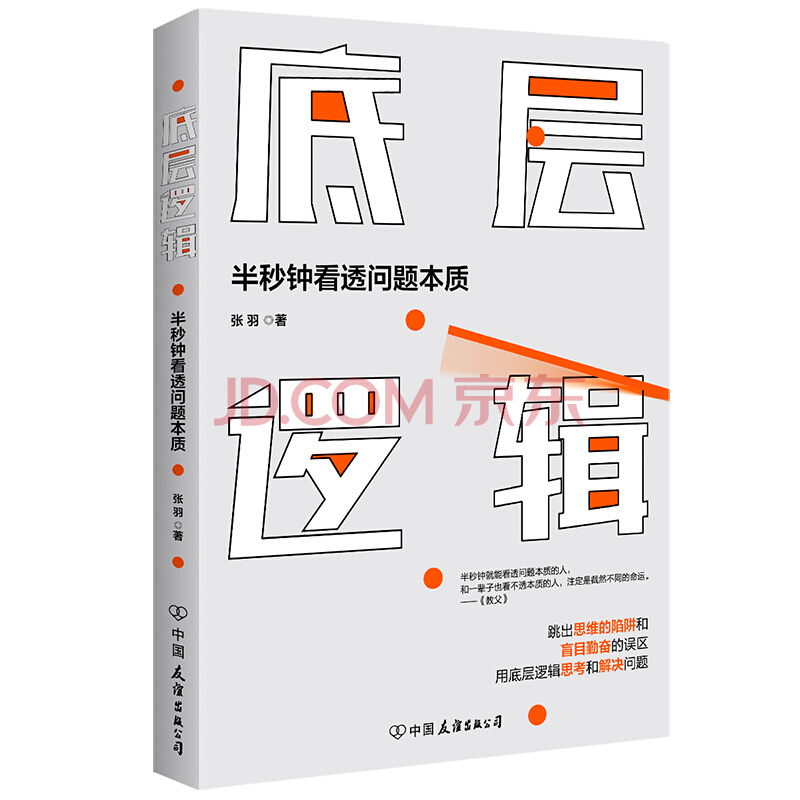 底层
逻辑
半秒钟看透问题本质
张羽◎著
中国友谊出版公司
底层
半秒钟看透问题本质
张 羽 ◎著
JD.COM 京东
逻辑
半秒钟就能看透问题本质的人，
和一辈子也看不透本质的人，注定是截然不同的命运。
——《教父》
跳出思维的陷阱和
盲目勤奋的误区
用底层逻辑思考和解决问题
中国友谊出版公司